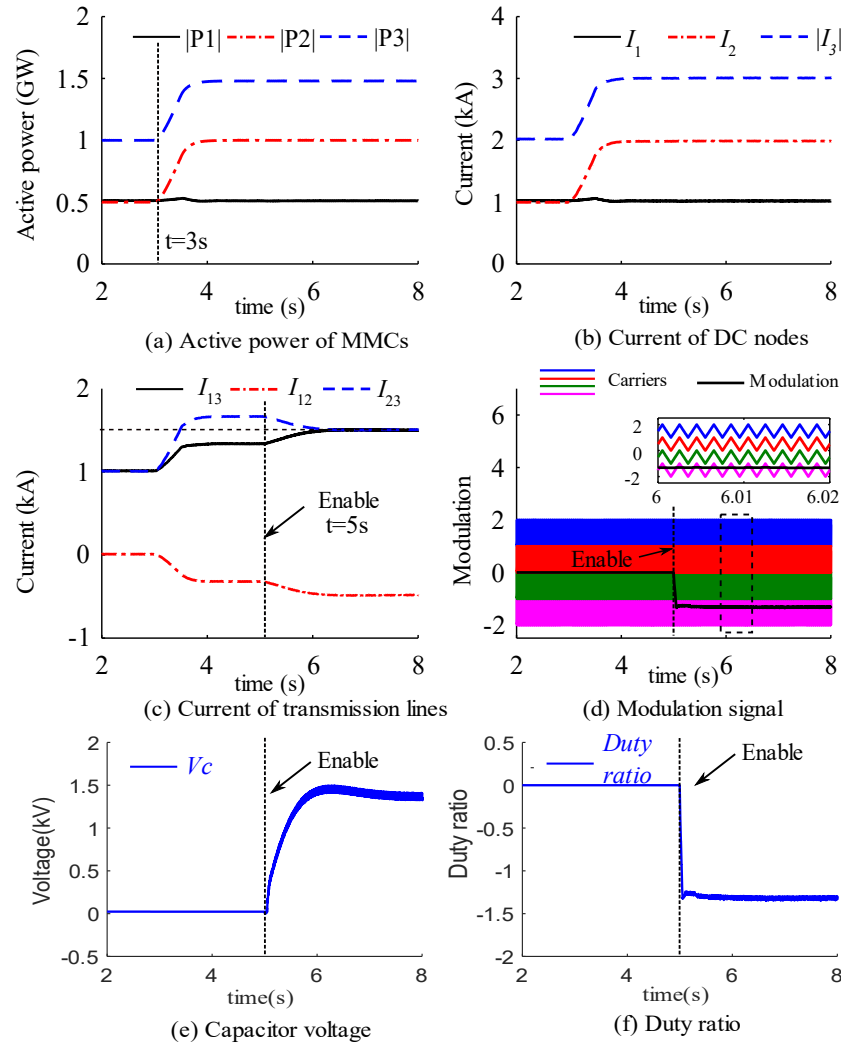 |P1| |P2| |P3|
Active power (GW)
2
1.5
1
0.5
0
t=3s
2 4 6 8
time (s)
(a) Active power of MMCs
I1 I2 |I3|
Current (kA)
4
3
2
1
0
2 4 6 8
time (s)
(b) Current of DC nodes
I13 I12 I23
Current (kA)
2
1
0
-1
Enable
t=5s
2 4 6 8
time (s)
(c) Current of transmission lines
Carriers Modulation
Modulation
6
4
2
0
-2
2
0
-2
6 6.01 6.02
Enable
2 4 6 8
time (s)
(d) Modulation signal
Vc
Enable
Voltage(kV)
2
1.5
1
0.5
0
-0.5
2 4 6 8
time(s)
(e) Capacitor voltage
Duty
ratio
Enable
Duty ratio
0.5
0
-0.5
-1
-1.5
-2
2 4 6 8
time(s)
(f) Duty ratio